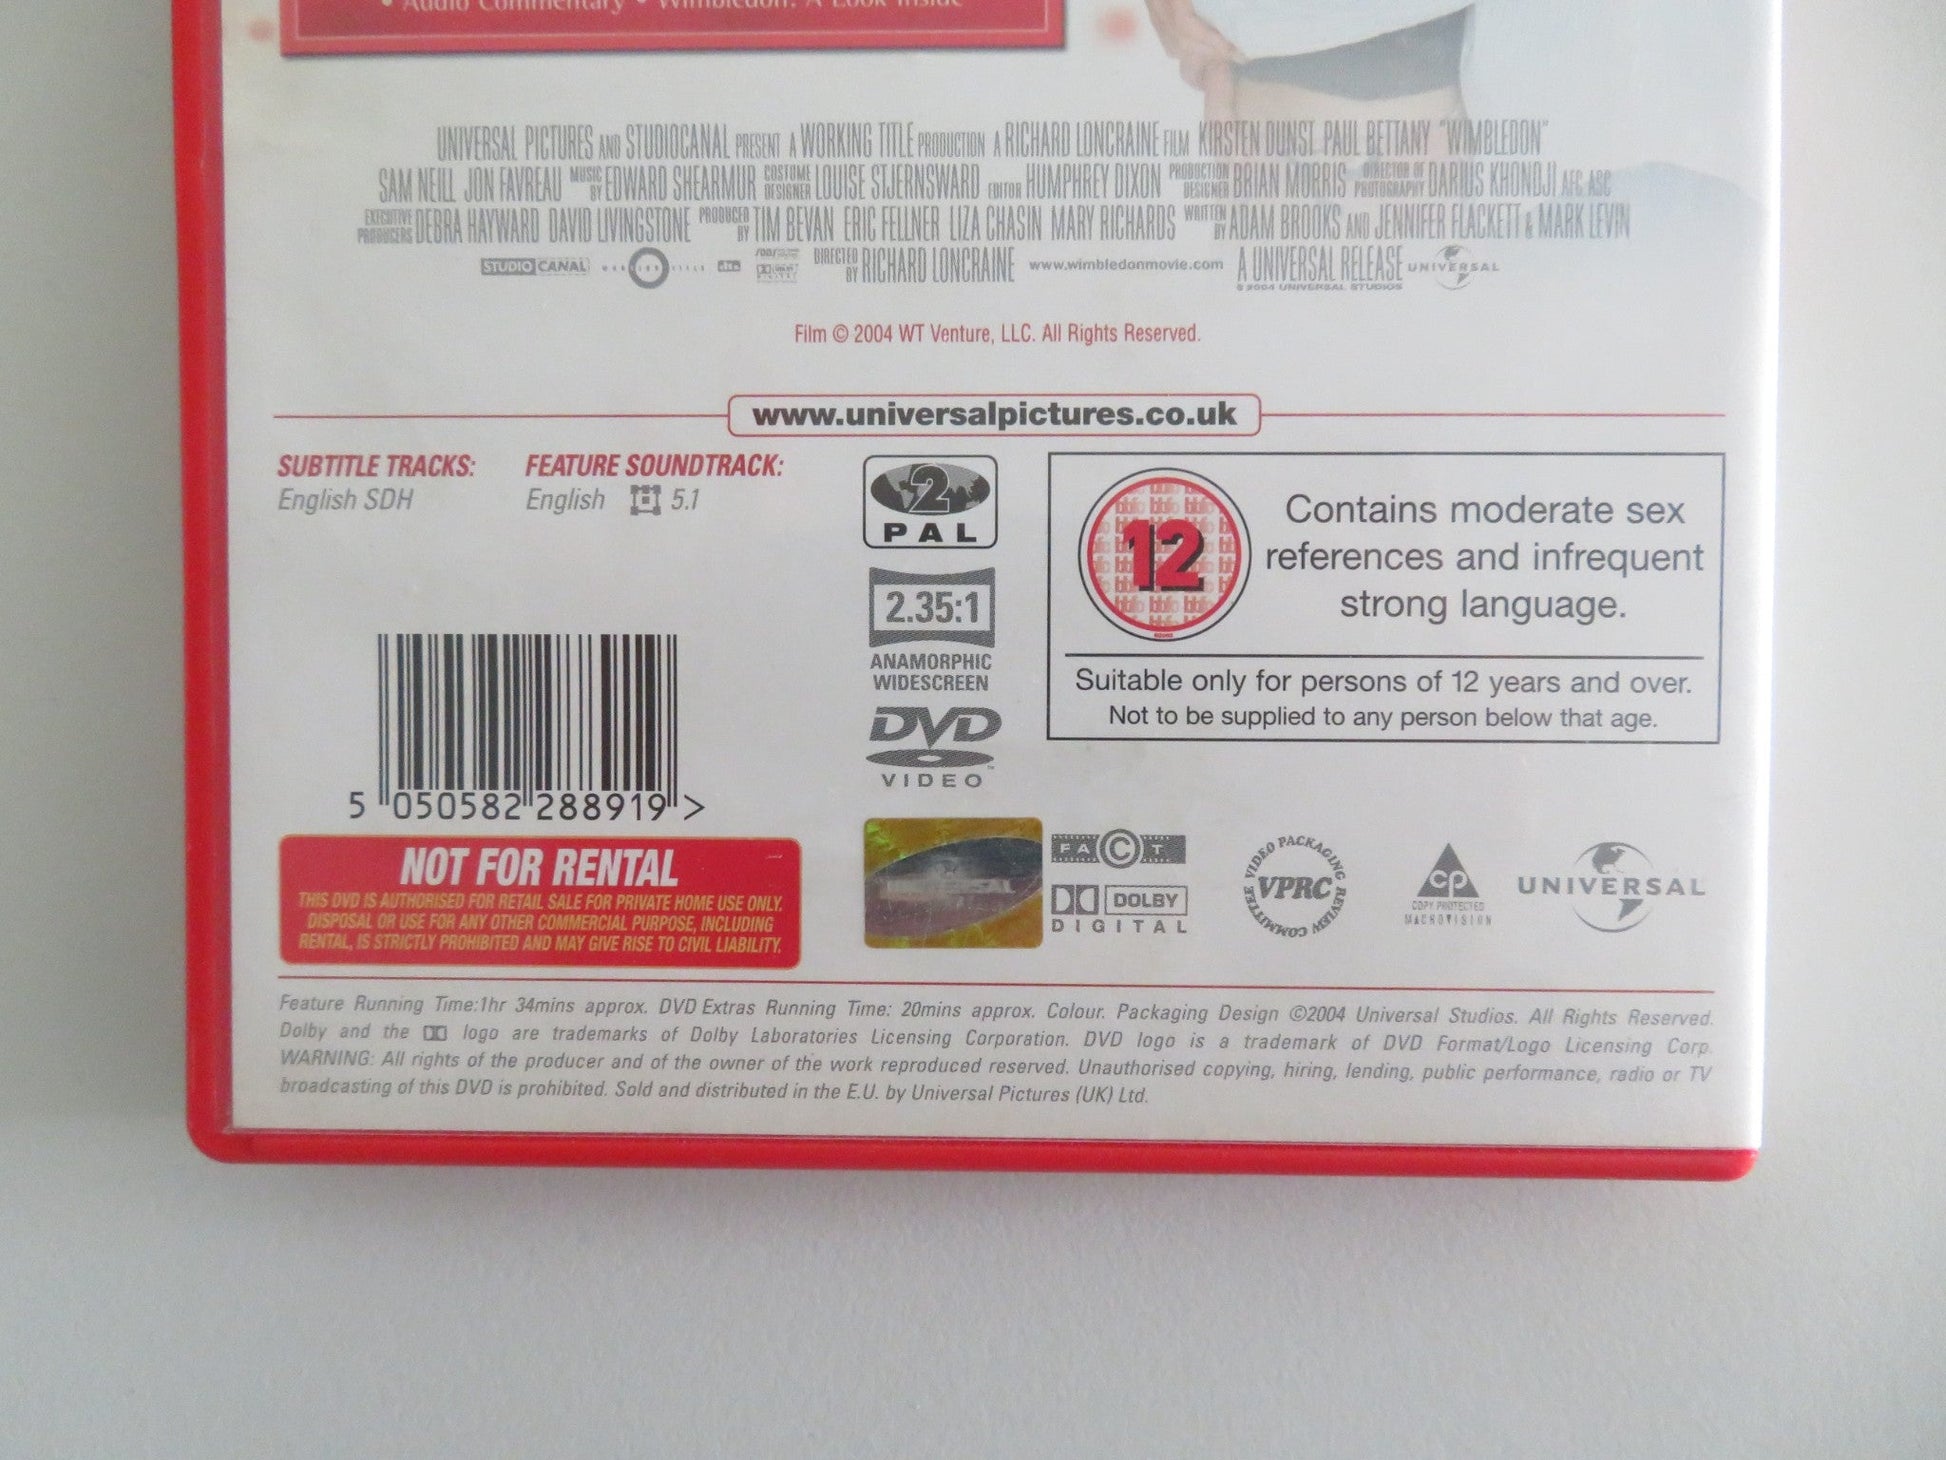 • Audio Commentary • Wimbledon: A Look Inside
UNIVERSAL PICTURES AND STUDIOCANAL PRESENT A WORKING TITLE PRODUCTION A RICHARD LONCRAINE FILM KIRSTEN DUNST PAUL BETTANY "WIMBLEDON"
SAM NEILL JON FAVREAU MUSIC BY EDWARD SHEARMUR COSTUME DESIGNER LOUISE STJERNSWARD EDITOR HUMPHREY DIXON PRODUCTION DESIGNER BRIAN MORRIS DIRECTOR OF PHOTOGRAPHY DARIUS KHONDJI AFC ASC
EXECUTIVE PRODUCERS DEBRA HAYWARD DAVID LIVINGSTONE PRODUCED BY TIM BEVAN ERIC FELLNER LIZA CHASIN MARY RICHARDS WRITTEN BY ADAM BROOKS AND JENNIFER FLACKETT & MARK LEVIN
STUDIO CANAL WORKING TITLE dts DIRECTED BY RICHARD LONCRAINE www.wimbledonmovie.com A UNIVERSAL RELEASE UNIVERSAL
© 2004 UNIVERSAL STUDIOS
Film © 2004 WT Venture, LLC. All Rights Reserved.
www.universalpictures.co.uk
SUBTITLE TRACKS:
English SDH
FEATURE SOUNDTRACK:
English 5.1
2
PAL
2.35:1
ANAMORPHIC
WIDESCREEN
DVD
VIDEO™
12
Contains moderate sex
references and infrequent
strong language.
Suitable only for persons of 12 years and over.
Not to be supplied to any person below that age.
5 050582 288919 >
NOT FOR RENTAL
THIS DVD IS AUTHORISED FOR RETAIL SALE FOR PRIVATE HOME USE ONLY.
DISPOSAL OR USE FOR ANY OTHER COMMERCIAL PURPOSE, INCLUDING
RENTAL, IS STRICTLY PROHIBITED AND MAY GIVE RISE TO CIVIL LIABILITY.
FACT
DOLBY
DIGITAL
VIDEO PACKAGING REVIEW COMMITTEE
VPRC
CP
COPY PROTECTED
MACROVISION
UNIVERSAL
Feature Running Time:1hr 34mins approx. DVD Extras Running Time: 20mins approx. Colour. Packaging Design ©2004 Universal Studios. All Rights Reserved.
Dolby and the logo are trademarks of Dolby Laboratories Licensing Corporation. DVD logo is a trademark of DVD Format/Logo Licensing Corp.
WARNING: All rights of the producer and of the owner of the work reproduced reserved. Unauthorised copying, hiring, lending, public performance, radio or TV
broadcasting of this DVD is prohibited. Sold and distributed in the E.U. by Universal Pictures (UK) Ltd.